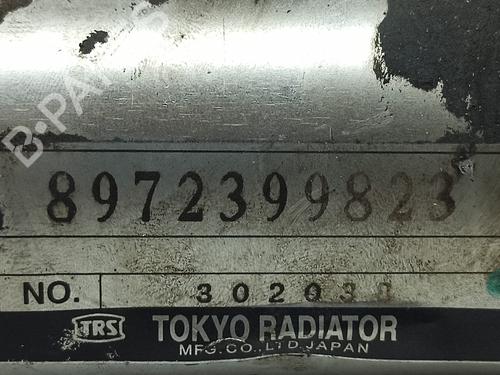 B-PARTS
8972399823
NO. 302033
TRS TOKYO RADIATOR
MFG.CO.,LTD.JAPAN